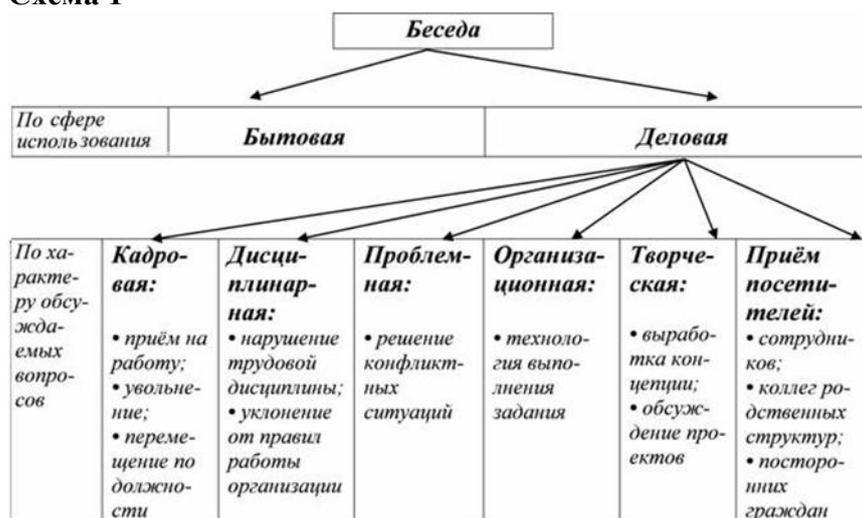 Схема 1
Беседа
По сфере
использования
Бытовая
Деловая
По ха-
ракте-
ру обсу-
ждае-
мых
вопро-
сов
Кадро-
вая:
• приём на
работу;
• увольне-
ние;
• переме-
щение по
должно-
сти
Дисци-
плинар-
ная:
• нарушение
трудовой
дисциплины;
• уклонение
от правил
работы
организации
Проблем-
ная:
• решение
конфликт-
ных
ситуаций
Организа-
ционная:
• техноло-
гия выпо-
лнения
задания
Творче-
ская:
• вырабо-
тка кон-
цепции;
• обсуж-
дение про-
ектов
Приём
посети-
телей:
• сотрудни-
ков;
• коллег ро-
дственных
структур;
• посторо-
нних
граждан